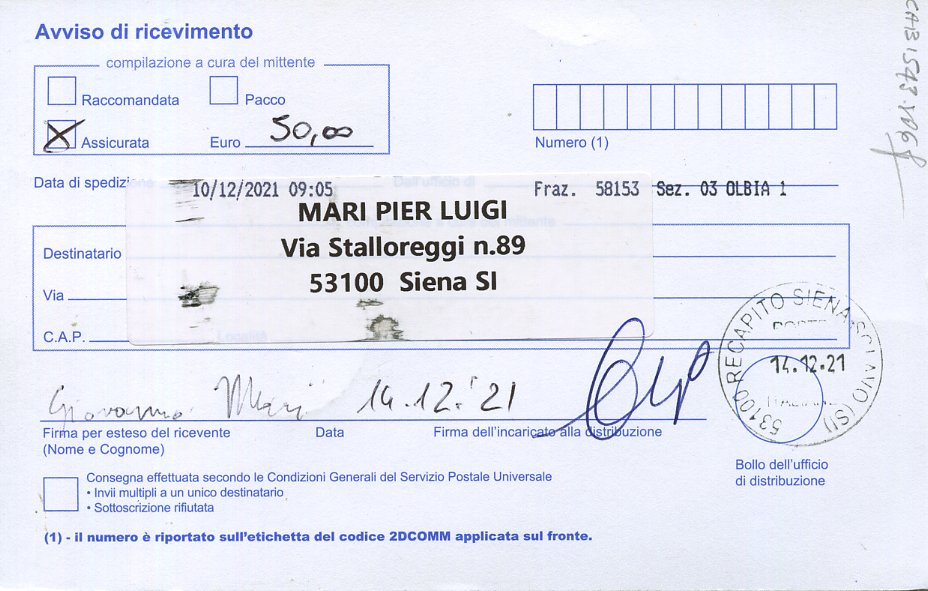 Avviso di ricevimento
compilazione a cura del mittente
Raccomandata Pacco
Assicurata Euro 50,00
Numero (1)
Data di spedizione 10/12/2021 09:05 Dall'ufficio di Fraz. 58153 Sez. 03 OLBIA 1
MARI PIER LUIGI
Via Stalloreggi n.89
53100 Siena SI
Destinatario
Via
C.A.P.
Giovanna Mari 14.12.21
Firma per esteso del ricevente Data Firma dell'incaricato alla distribuzione
(Nome e Cognome)
53100 RECAPITO SIENA SCLAVO (SI)
14.12.21
Bollo dell'ufficio
di distribuzione
Consegna effettuata secondo le Condizioni Generali del Servizio Postale Universale
• Invii multipli a un unico destinatario
• Sottoscrizione rifiutata
(1) - il numero è riportato sull'etichetta del codice 2DCOMM applicata sul fronte.